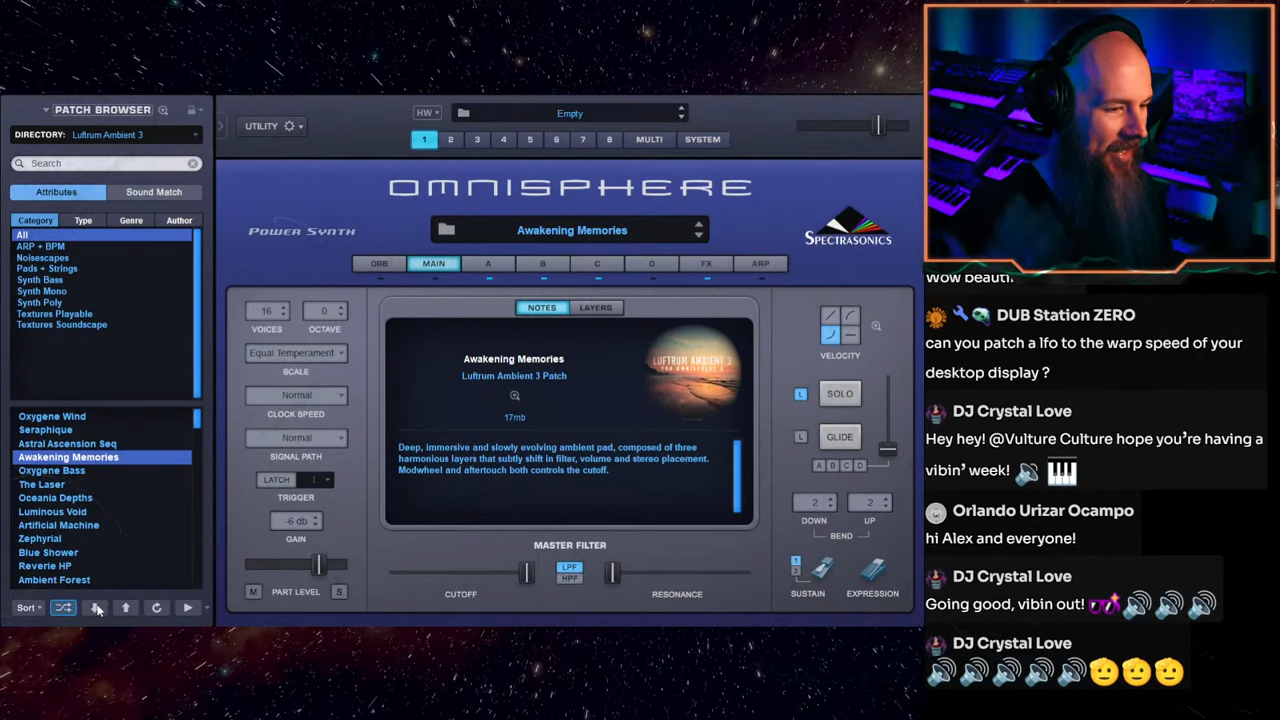 PATCH BROWSER
DIRECTORY: Luftrum Ambient 3
Search
Attributes Sound Match
Category Type Genre Author
All
ARP + BPM
Noisescapes
Pads + Strings
Synth Bass
Synth Mono
Synth Poly
Textures Playable
Textures Soundscape
Oxygene Wind
Seraphique
Astral Ascension Seq
Awakening Memories
Oxygene Bass
The Laser
Oceania Depths
Luminous Void
Artificial Machine
Zephyrial
Blue Shower
Reverie HP
Ambient Forest
Sort
UTILITY
HW
Empty
1 2 3 4 5 6 7 8 MULTI SYSTEM
OMNISPHERE
POWER SYNTH
Awakening Memories
SPECTRASONICS
ORB MAIN A B C D FX ARP
16 0
VOICES OCTAVE
Equal Temperament
SCALE
Normal
CLOCK SPEED
Normal
SIGNAL PATH
LATCH
TRIGGER
-6 db
GAIN
M PART LEVEL S
NOTES LAYERS
Awakening Memories
Luftrum Ambient 3 Patch
17mb
LUFTRUM AMBIENT 3
Deep, immersive and slowly evolving ambient pad, composed of three
harmonious layers that subtly shift in filter, volume and stereo placement.
Modwheel and aftertouch both controls the cutoff.
MASTER FILTER
LPF
HPF
CUTOFF RESONANCE
VELOCITY
L SOLO
L GLIDE
A B C D
2 2
DOWN UP
BEND
1
2
SUSTAIN EXPRESSION
Wow beauti.
DUB Station ZERO
can you patch a lfo to the warp speed of your
desktop display ?
DJ Crystal Love
Hey hey! @Vulture Culture hope you're having a
vibin' week! 🔉 🎹
Orlando Urizar Ocampo
hi Alex and everyone!
DJ Crystal Love
Going good, vibin out! 🔊🔊🔊
DJ Crystal Love
🔊🔊🔊🔊🔊🫡🫡🫡